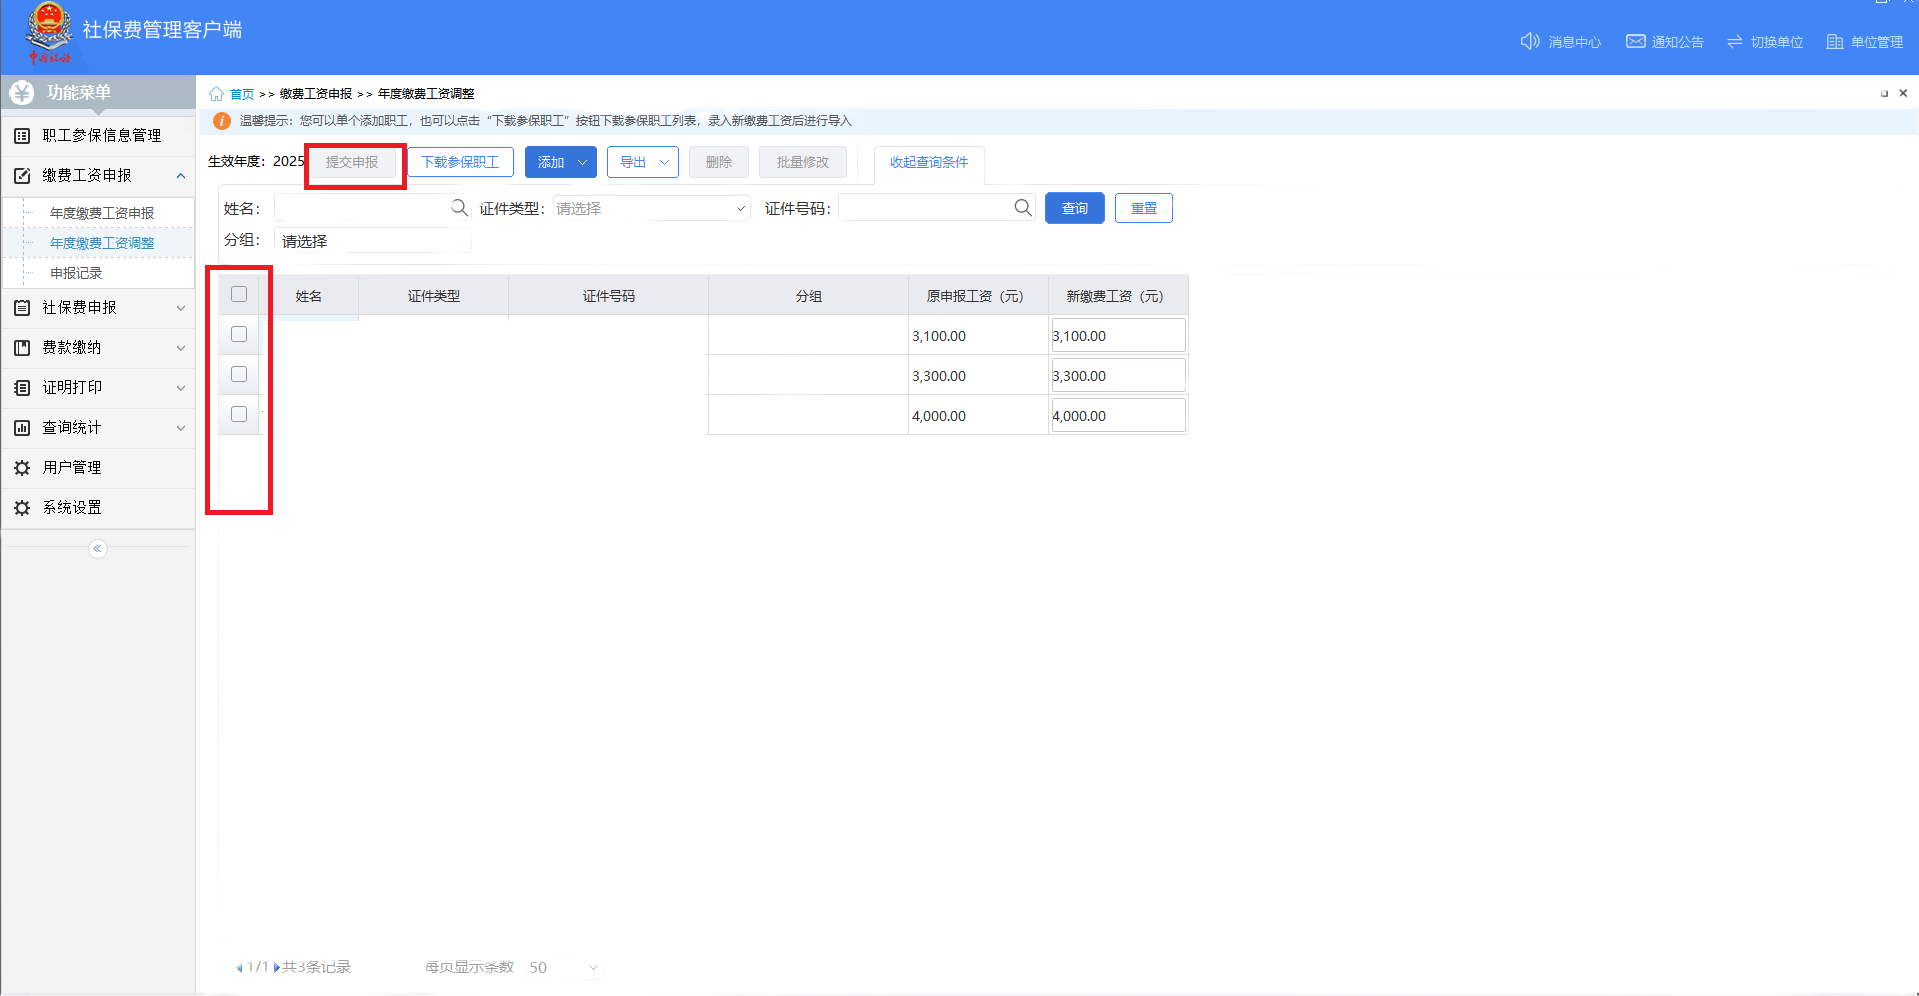 社保费管理客户端
消息中心 通知公告 切换单位 单位管理
功能菜单
首页 >> 缴费工资申报 >> 年度缴费工资调整
温馨提示：您可以单个添加职工，也可以点击“下载参保职工”按钮下载参保职工列表，录入新缴费工资后进行导入
职工参保信息管理
缴费工资申报
年度缴费工资申报
年度缴费工资调整
申报记录
社保费申报
费款缴纳
证明打印
查询统计
用户管理
系统设置
生效年度：2025 提交申报 下载参保职工 添加 导出 删除 批量修改 收起查询条件
姓名： 证件类型：请选择 证件号码： 查询 重置
分组： 请选择
姓名 证件类型 证件号码 分组 原申报工资（元） 新缴费工资（元）
3,100.00 3,100.00
3,300.00 3,300.00
4,000.00 4,000.00
1/1 共3条记录 每页显示条数 50